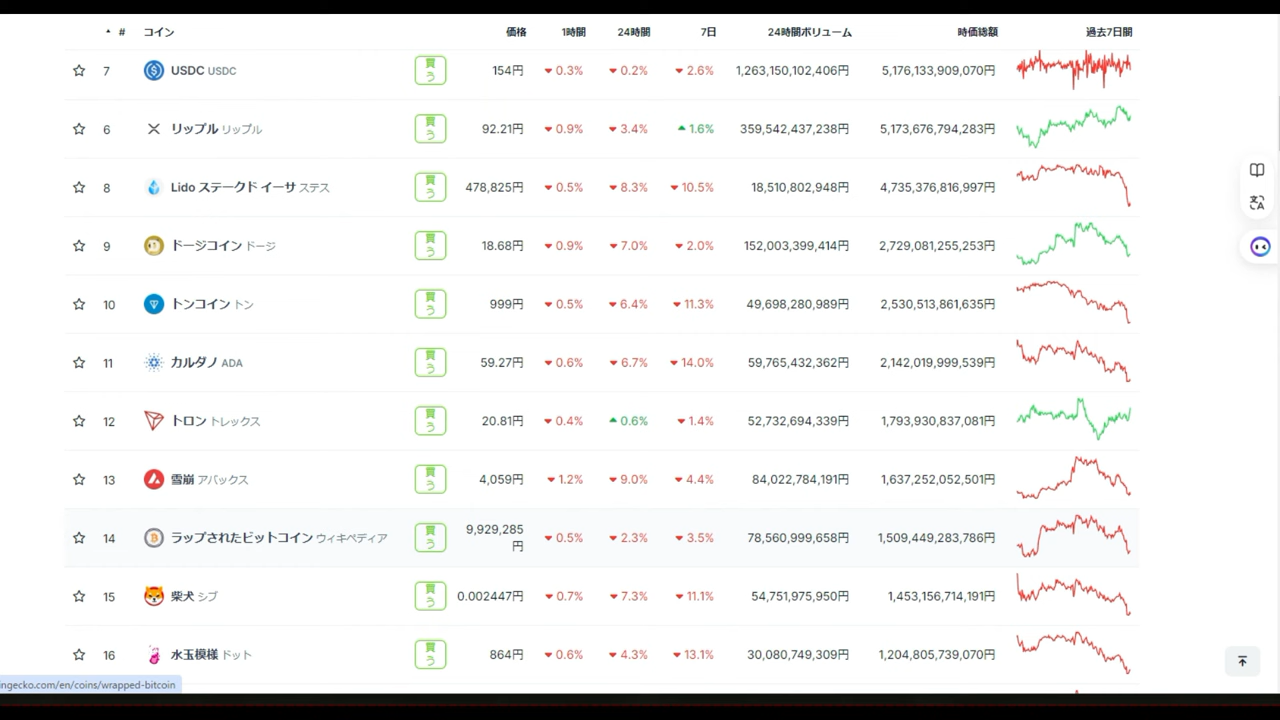 # コイン 価格 1時間 24時間 7日 24時間ボリューム 時価総額 過去7日間
7 USDC USDC 買う 154円 0.3% 0.2% 2.6% 1,263,150,102,406円 5,176,133,909,070円
6 リップル リップル 買う 92.21円 0.9% 3.4% 1.6% 359,542,437,238円 5,173,676,794,283円
8 Lido ステークド イーサ ステス 買う 478,825円 0.5% 8.3% 10.5% 18,510,802,948円 4,735,376,816,997円
9 ドージコイン ドージ 買う 18.68円 0.9% 7.0% 2.0% 152,003,399,414円 2,729,081,255,253円
10 トンコイン トン 買う 999円 0.5% 6.4% 11.3% 49,698,280,989円 2,530,513,861,635円
11 カルダノ ADA 買う 59.27円 0.6% 6.7% 14.0% 59,765,432,362円 2,142,019,999,539円
12 トロン トレックス 買う 20.81円 0.4% 0.6% 1.4% 52,732,694,339円 1,793,930,837,081円
13 雪崩 アバックス 買う 4,059円 1.2% 9.0% 4.4% 84,022,784,191円 1,637,252,052,501円
14 ラップされたビットコイン ウィキペディア 買う 9,929,285円 0.5% 2.3% 3.5% 78,560,999,658円 1,509,449,283,786円
15 柴犬 シブ 買う 0.002447円 0.7% 7.3% 11.1% 54,751,975,950円 1,453,156,714,191円
16 水玉模様 ドット 買う 864円 0.6% 4.3% 13.1% 30,080,749,309円 1,204,805,739,070円
ingecko.com/en/coins/wrapped-bitcoin